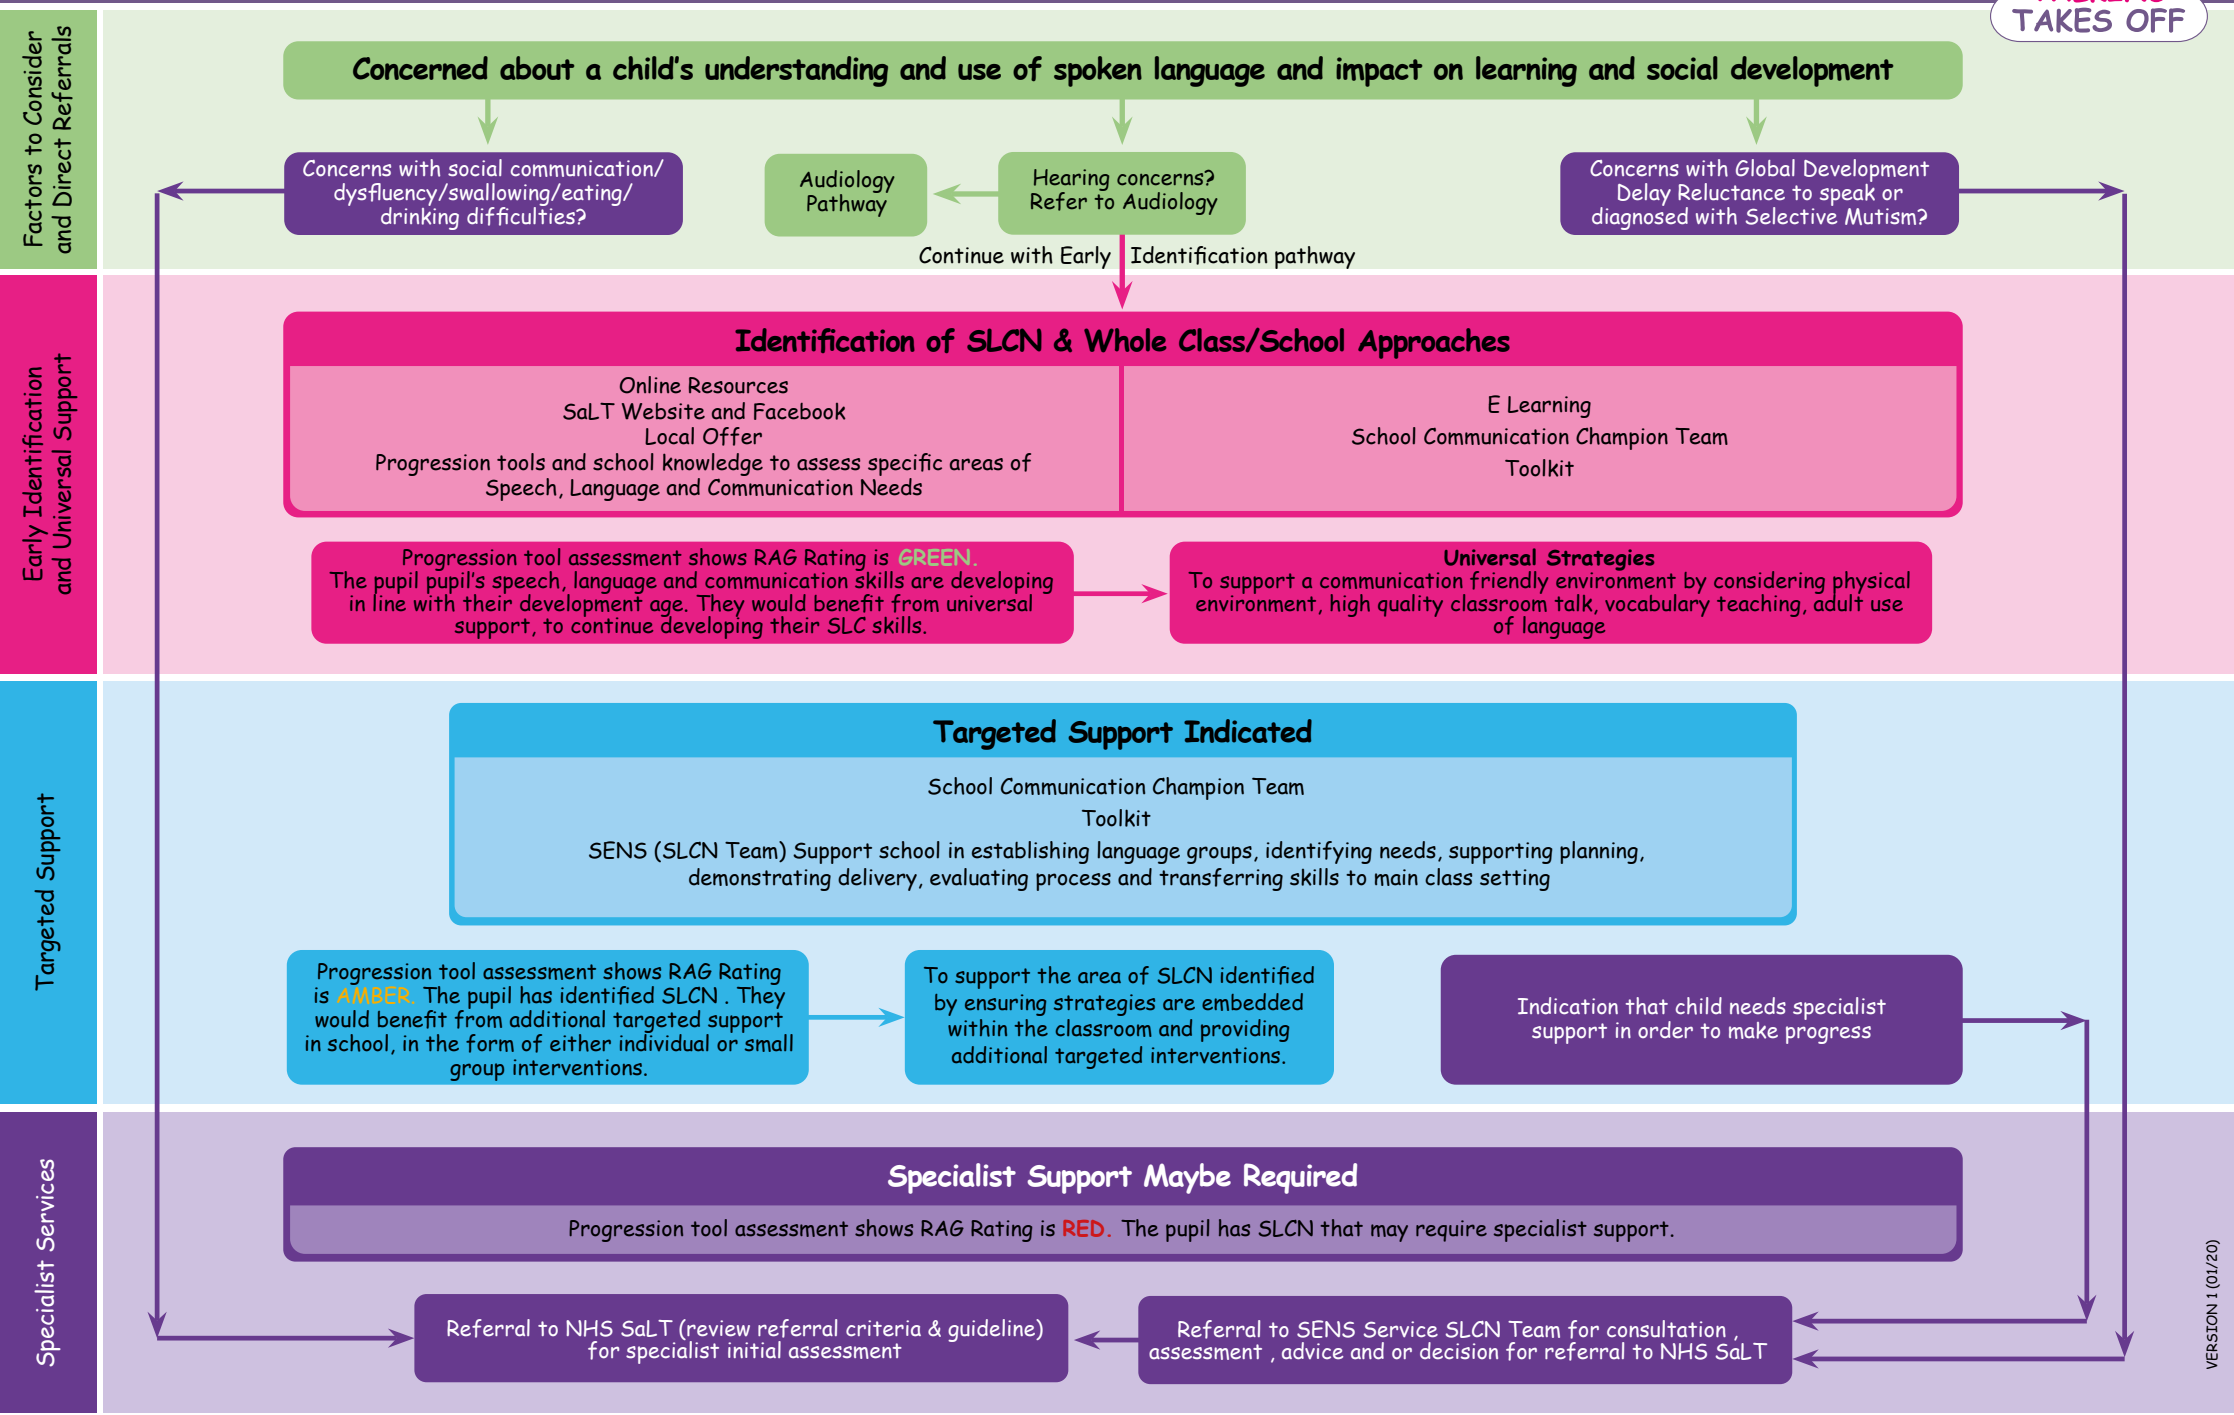 TAKES OFF
Factors to Consider
and Direct Referrals
Concerned about a child's understanding and use of spoken language and impact on learning and social development
Concerns with social communication/
dysfluency/swallowing/eating/
drinking difficulties?
Audiology
Pathway
Hearing concerns?
Refer to Audiology
Concerns with Global Development
Delay Reluctance to speak or
diagnosed with Selective Mutism?
Continue with Early Identification pathway
Early Identification
and Universal Support
Identification of SLCN & Whole Class/School Approaches
Online Resources
SaLT Website and Facebook
Local Offer
Progression tools and school knowledge to assess specific areas of
Speech, Language and Communication Needs
E Learning
School Communication Champion Team
Toolkit
Progression tool assessment shows RAG Rating is GREEN.
The pupil pupil's speech, language and communication skills are developing
in line with their development age. They would benefit from universal
support, to continue developing their SLC skills.
Universal Strategies
To support a communication friendly environment by considering physical
environment, high quality classroom talk, vocabulary teaching, adult use
of language
Targeted Support
Targeted Support Indicated
School Communication Champion Team
Toolkit
SENS (SLCN Team) Support school in establishing language groups, identifying needs, supporting planning,
demonstrating delivery, evaluating process and transferring skills to main class setting
Progression tool assessment shows RAG Rating
is AMBER. The pupil has identified SLCN . They
would benefit from additional targeted support
in school, in the form of either individual or small
group interventions.
To support the area of SLCN identified
by ensuring strategies are embedded
within the classroom and providing
additional targeted interventions.
Indication that child needs specialist
support in order to make progress
Specialist Services
Specialist Support Maybe Required
Progression tool assessment shows RAG Rating is RED. The pupil has SLCN that may require specialist support.
Referral to NHS SaLT (review referral criteria & guideline)
for specialist initial assessment
Referral to SENS Service SLCN Team for consultation ,
assessment , advice and or decision for referral to NHS SaLT
VERSION 1 (01/20)